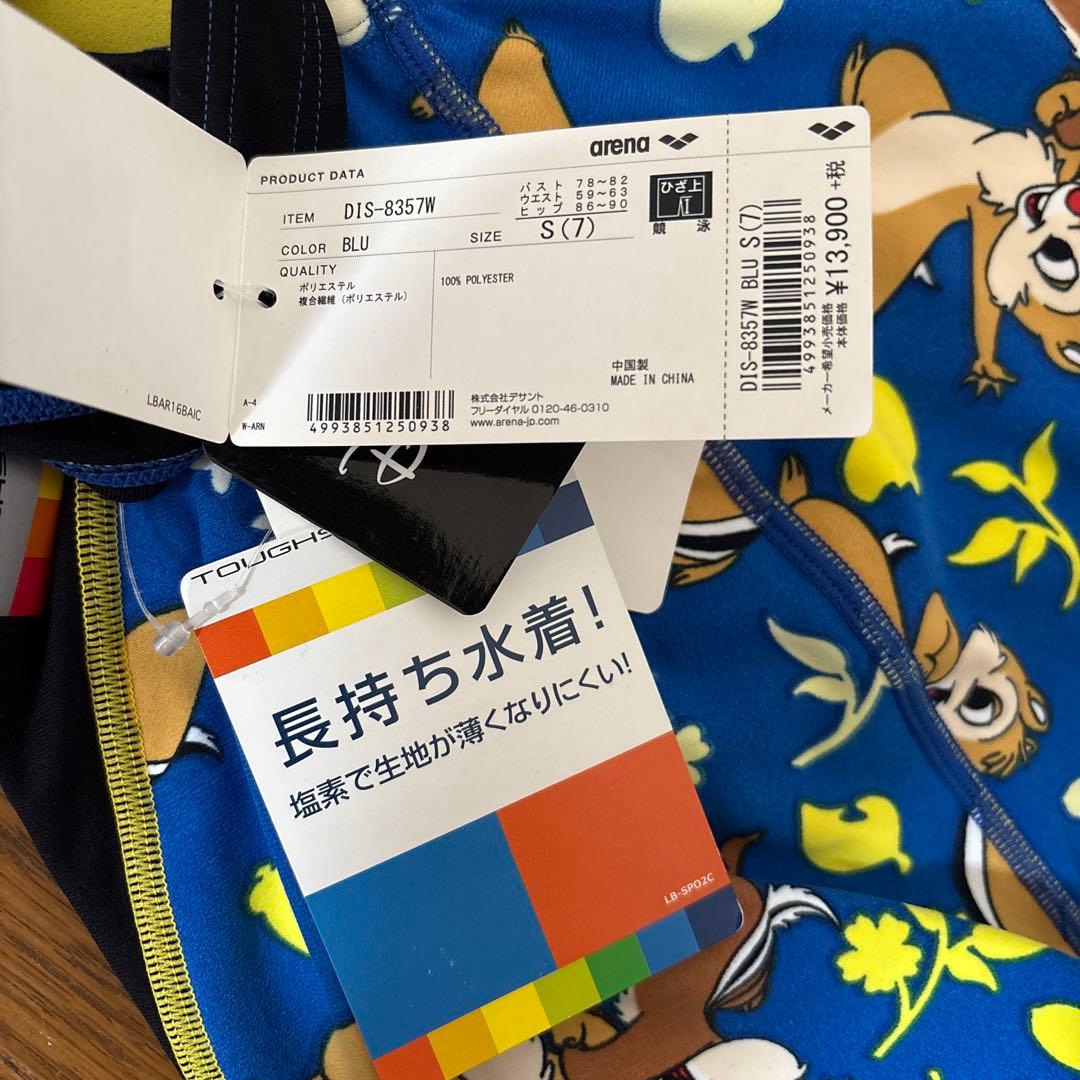 arena
PRODUCT DATA
ITEM DIS-8357W
バスト 78~82
ウエスト 59~63
ヒップ 86~90
COLOR BLU
SIZE S(7)
ひざ上
競泳
QUALITY
ポリエステル
複合繊維(ポリエステル)
100% POLYESTER
中国製
MADE IN CHINA
A-4
W-ARN
4993851250938
株式会社デサント
フリーダイヤル 0120-46-0310
www.arena-jp.com
DIS-8357W BLU S(7)
4993851250938
メーカー希望小売価格
本体価格 ¥13,900+税
LBAR16BAIC
TOUGHS
長持ち水着!
塩素で生地が薄くなりにくい!
LB-SP02C